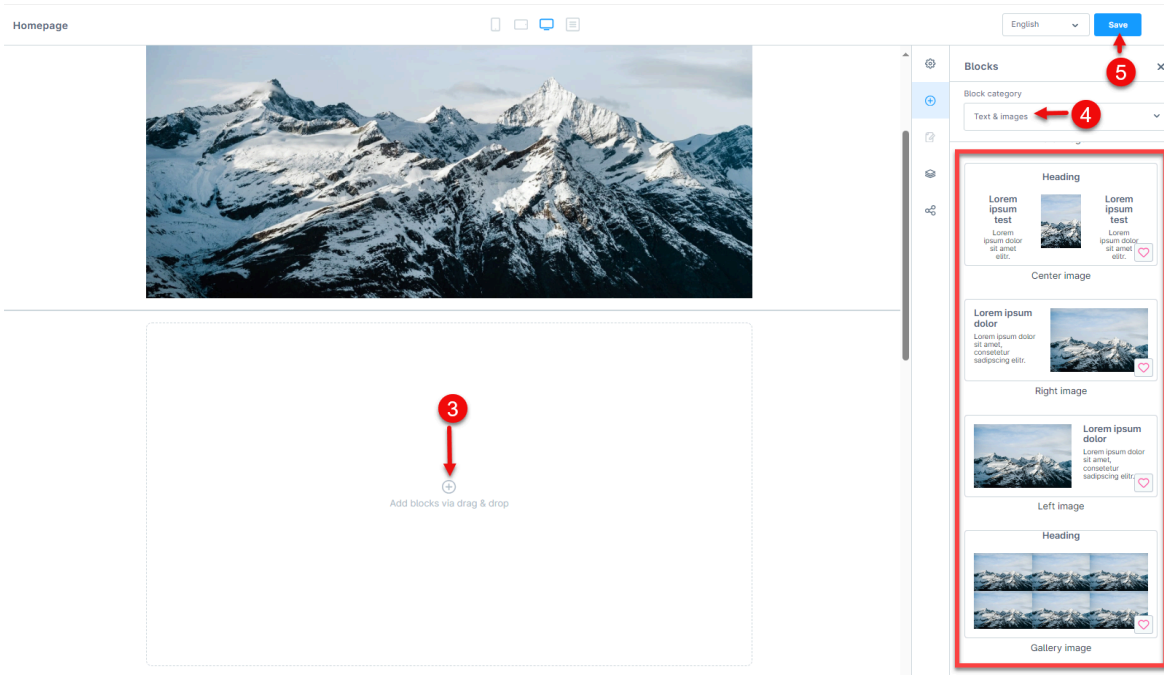 Homepage
English
Save
5
Blocks
Block category
Text & images
4
Heading
Lorem
ipsum
test
Lorem
ipsum dolor
sit amet
elitr.
Lorem
ipsum
test
Lorem
ipsum dolor
sit amet
elitr.
Center image
Lorem ipsum
dolor
Lorem ipsum dolor
sit amet,
consetetur
sadipscing elitr.
Right image
3
Add blocks via drag & drop
Lorem ipsum
dolor
Lorem ipsum dolor
sit amet,
consetetur
sadipscing elitr.
Left image
Heading
Gallery image